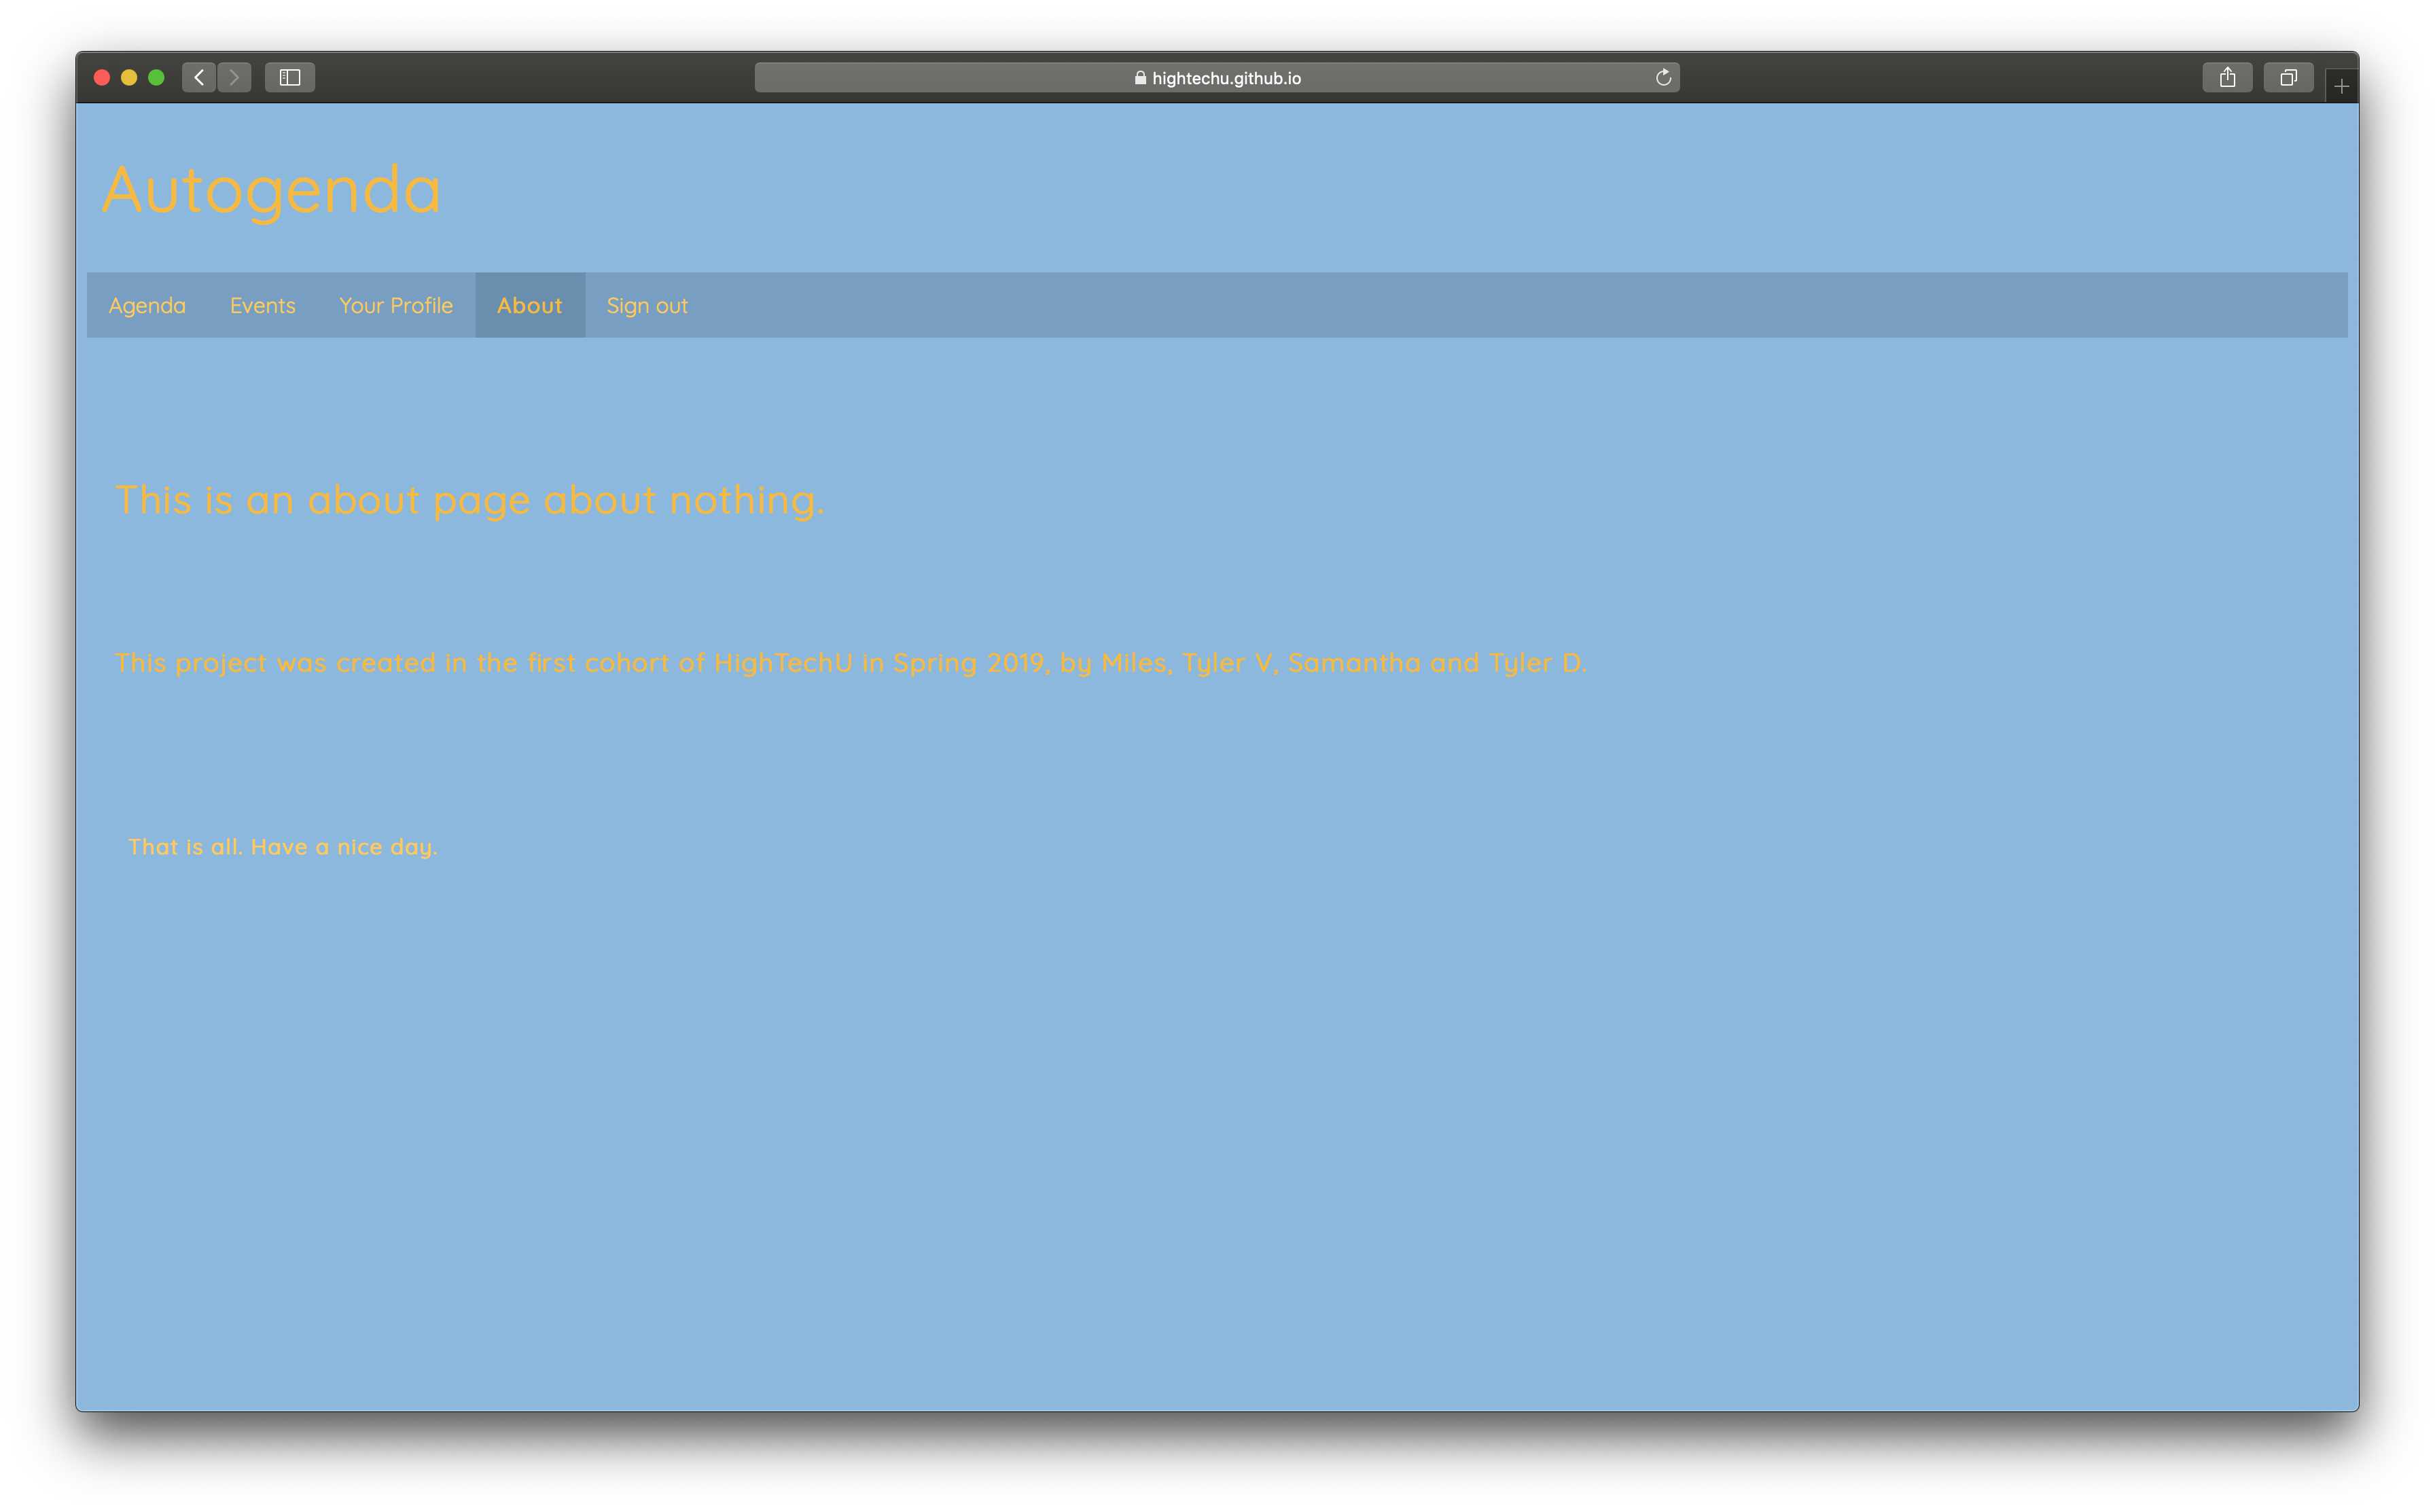 hightechu.github.io
Autogenda
Agenda Events Your Profile About Sign out
This is an about page about nothing.
This project was created in the first cohort of HighTechU in Spring 2019, by Miles, Tyler V, Samantha and Tyler D.
That is all. Have a nice day.